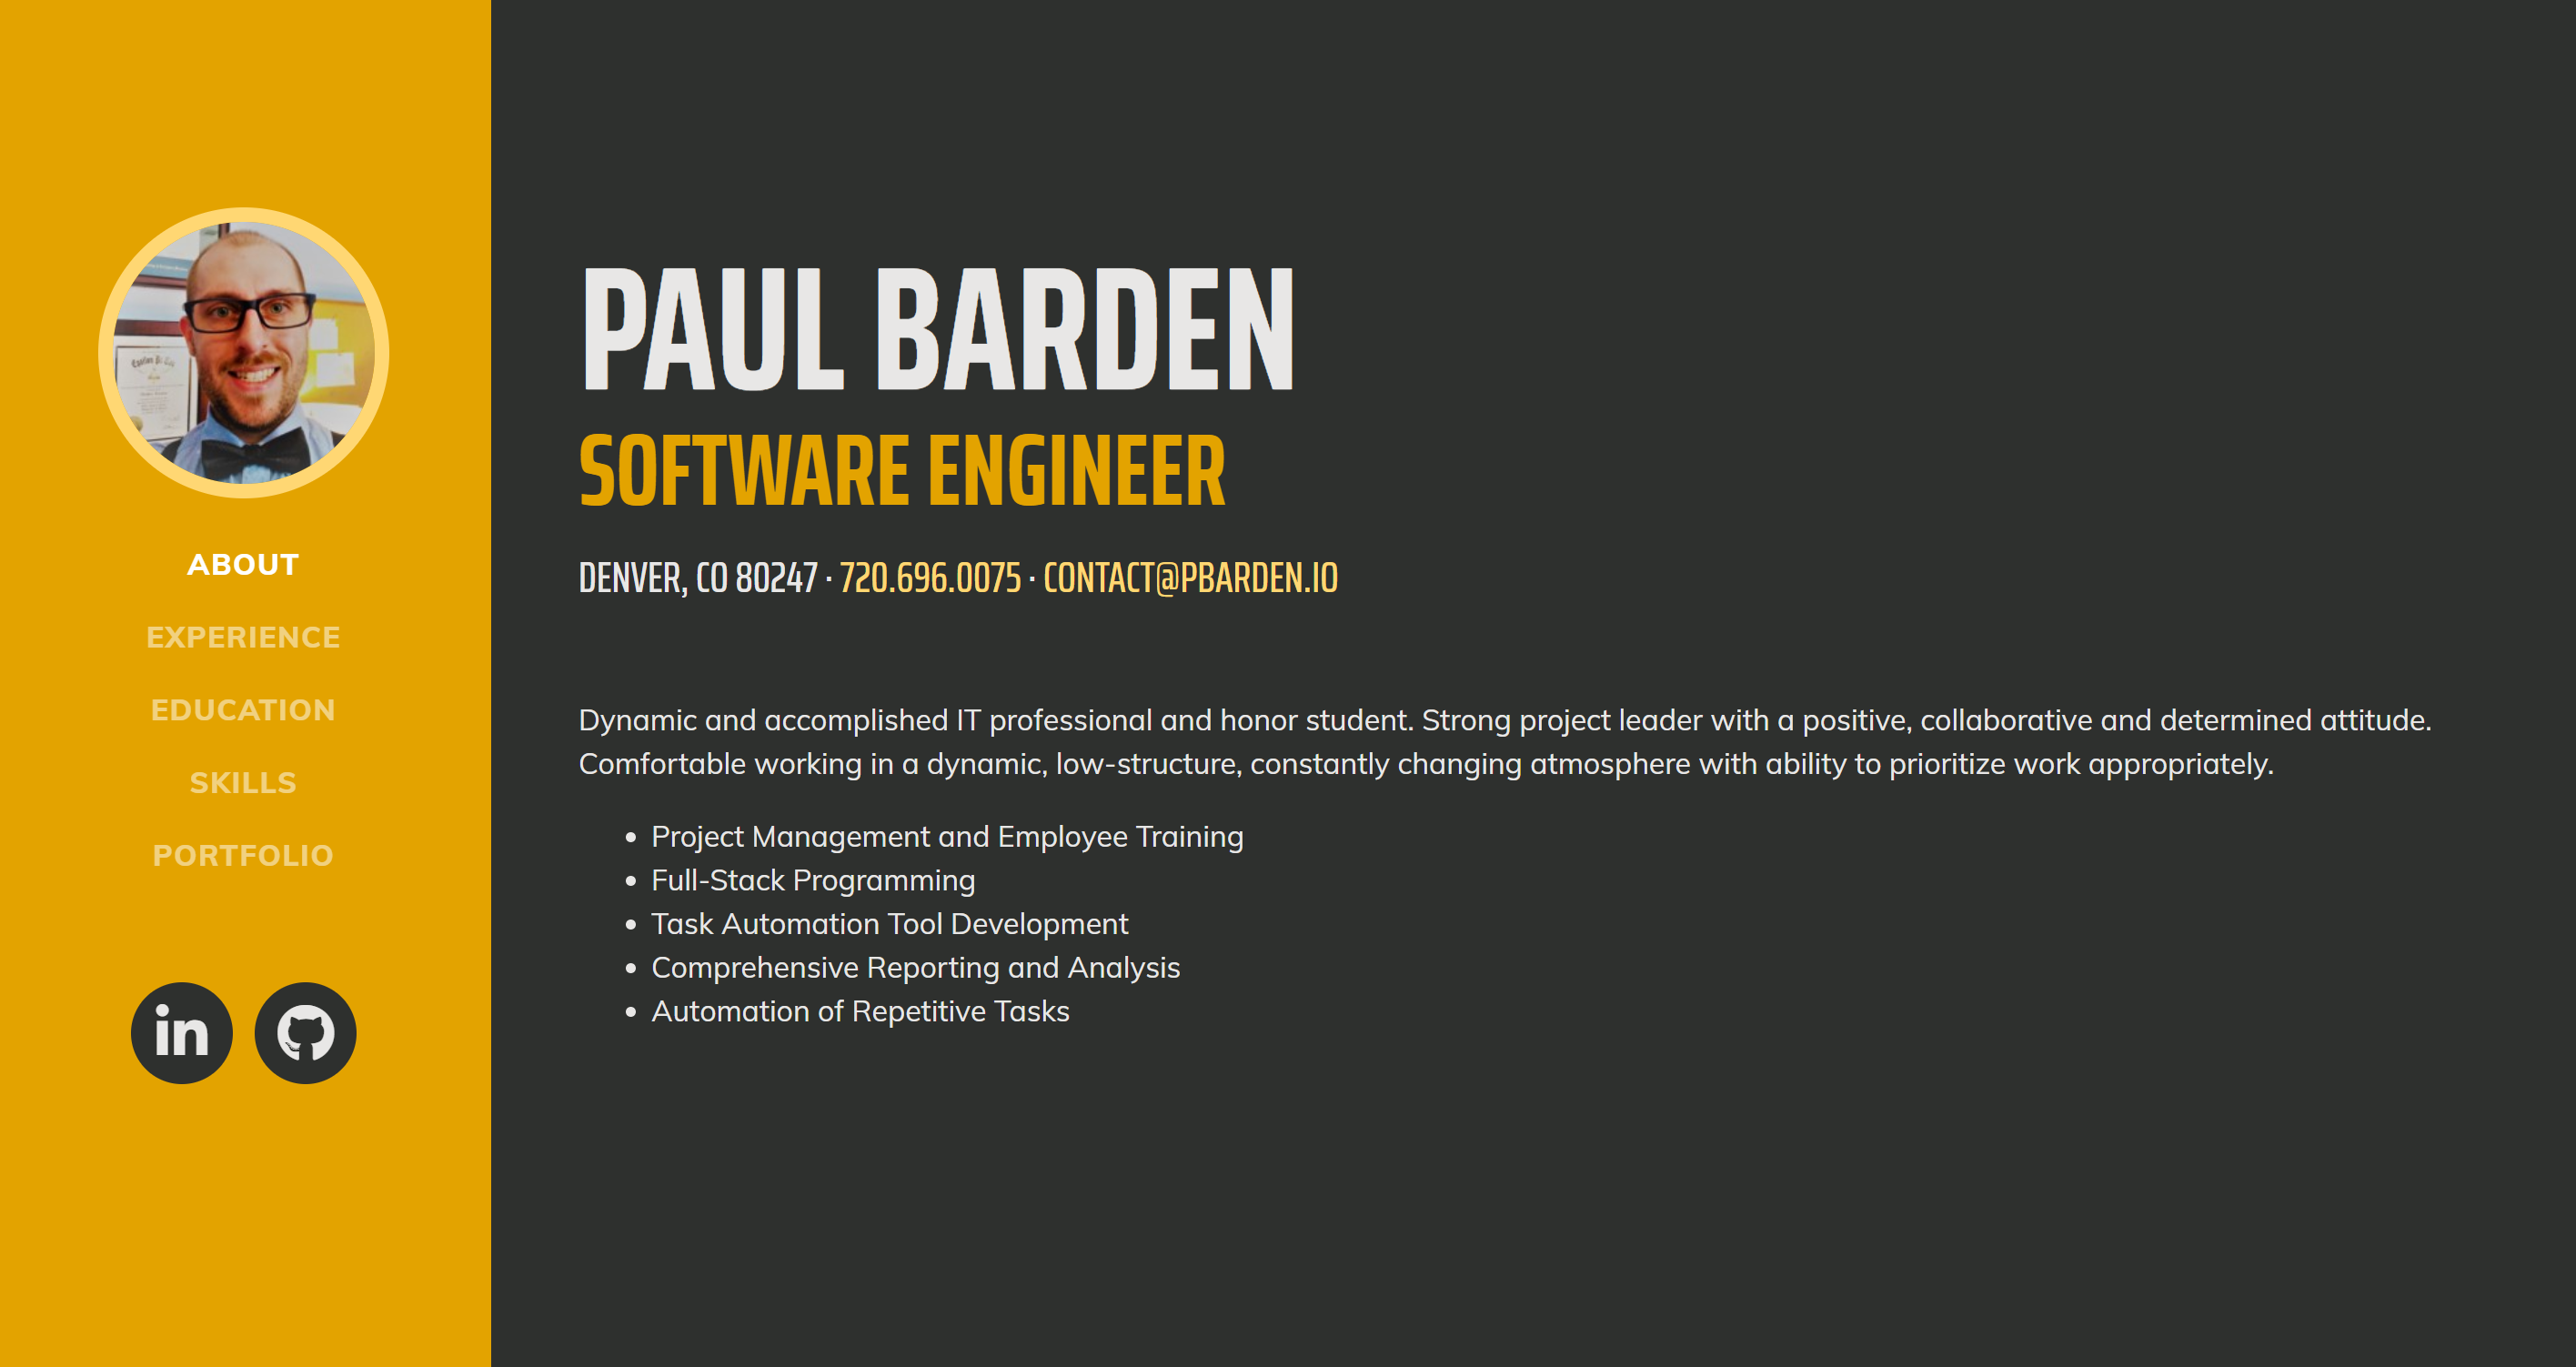 ABOUT
EXPERIENCE
EDUCATION
SKILLS
PORTFOLIO
in
PAUL BARDEN
SOFTWARE ENGINEER
DENVER, CO 80247 · 720.696.0075 · CONTACT@PBARDEN.IO
Dynamic and accomplished IT professional and honor student. Strong project leader with a positive, collaborative and determined attitude.
Comfortable working in a dynamic, low-structure, constantly changing atmosphere with ability to prioritize work appropriately.
• Project Management and Employee Training
• Full-Stack Programming
• Task Automation Tool Development
• Comprehensive Reporting and Analysis
• Automation of Repetitive Tasks